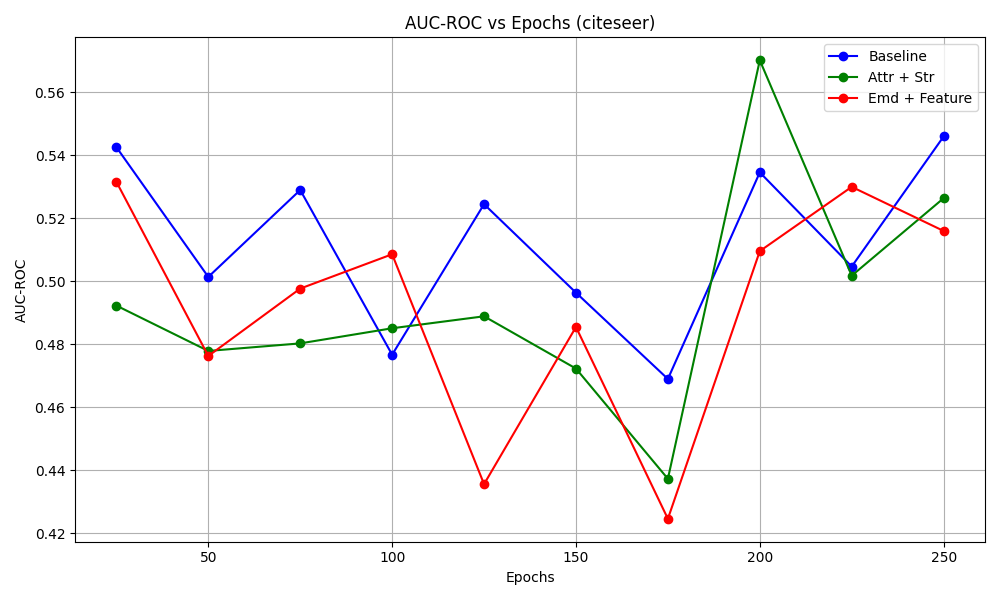 AUC-ROC vs Epochs (citeseer)
Baseline
Attr + Str
Emd + Feature
AUC-ROC
0.56
0.54
0.52
0.50
0.48
0.46
0.44
0.42
50
100
150
200
250
Epochs